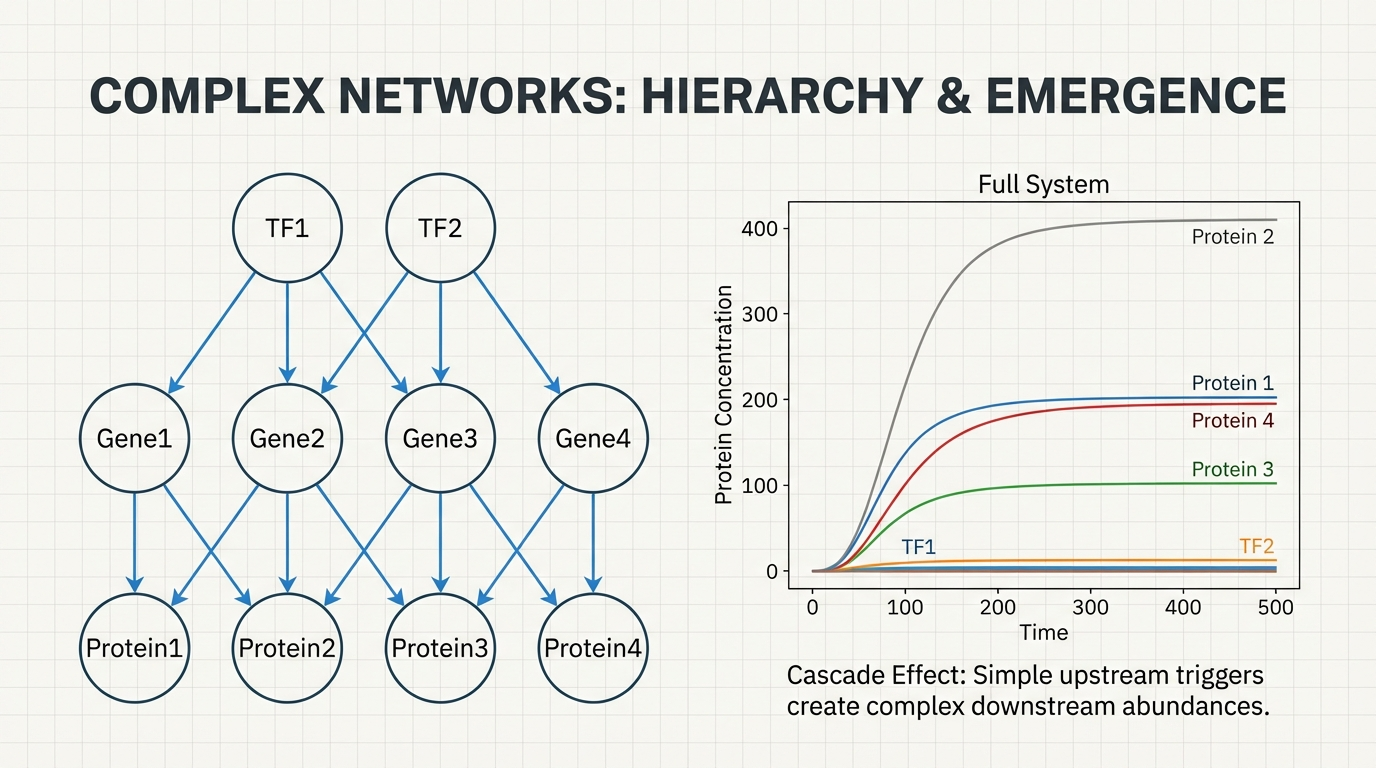 COMPLEX NETWORKS: HIERARCHY & EMERGENCE
TF1
TF2
Gene1
Gene2
Gene3
Gene4
Protein1
Protein2
Protein3
Protein4
Full System
Protein Concentration
400
300
200
100
0
Protein 2
Protein 1
Protein 4
Protein 3
TF1
TF2
0
100
200
300
400
500
Time
Cascade Effect: Simple upstream triggers
create complex downstream abundances.